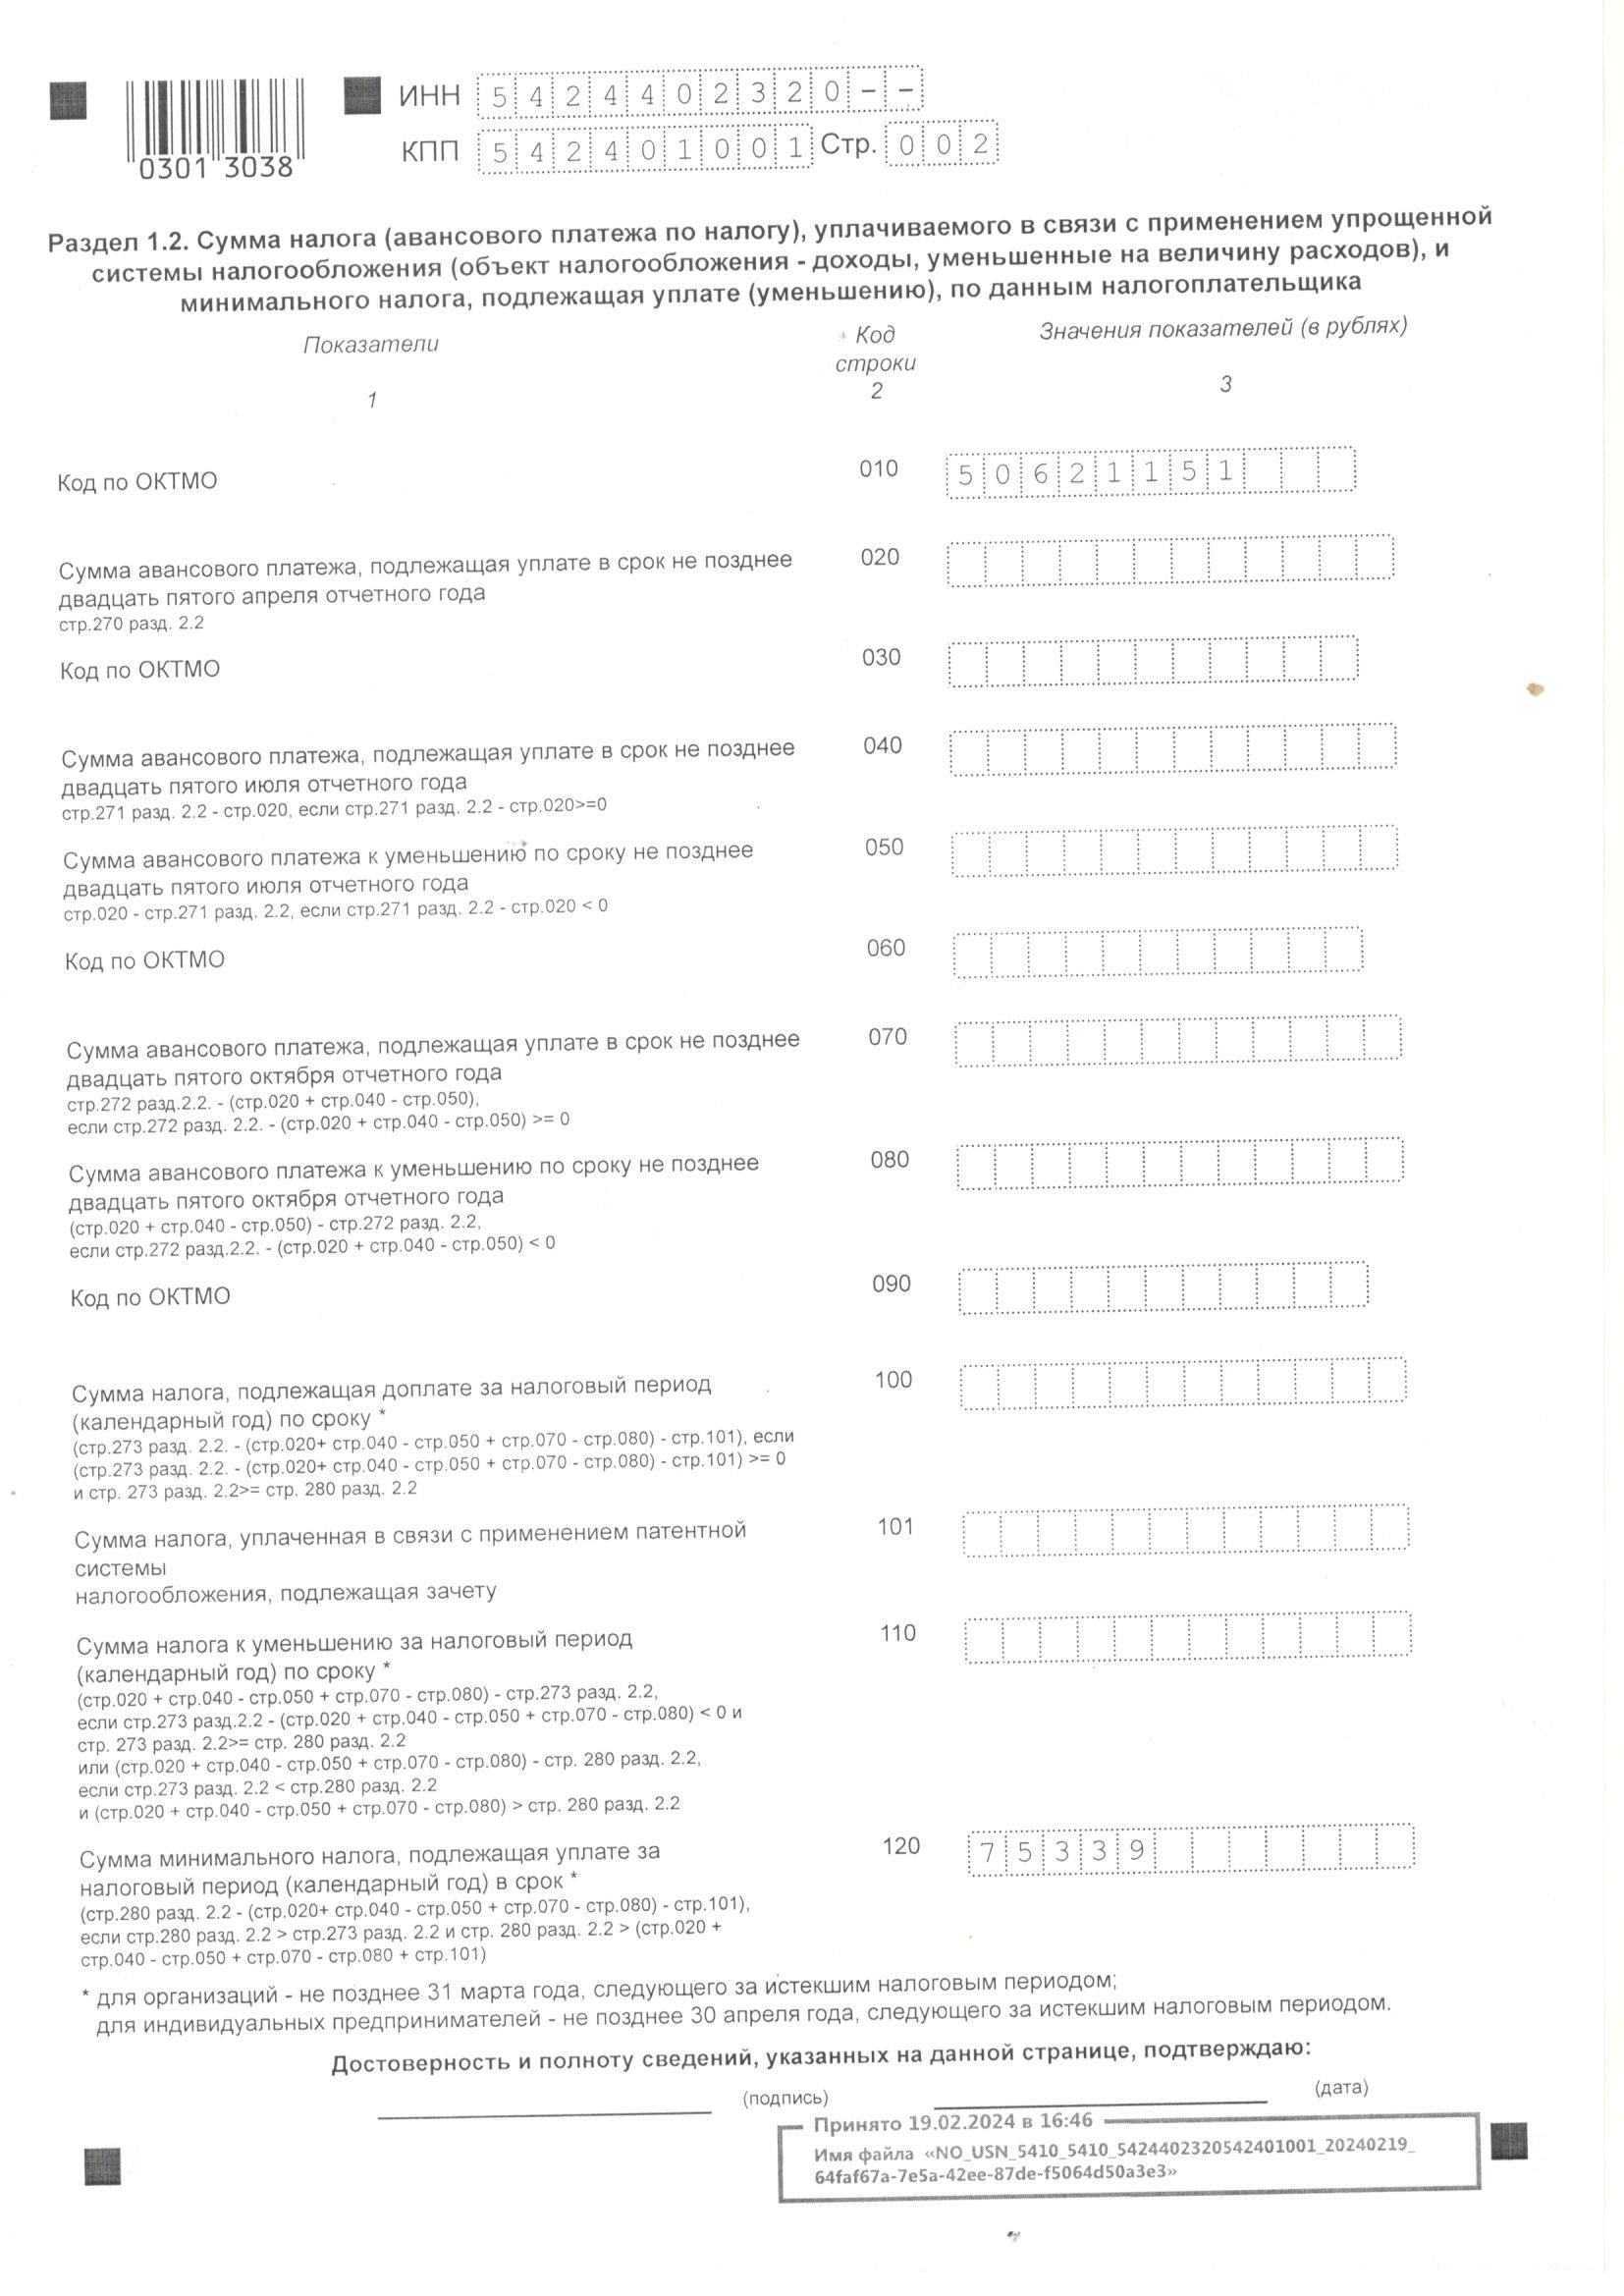 ИНН 5424402320--
0301 3038
КПП 542401001 Стр. 002
Раздел 1.2. Сумма налога (авансового платежа по налогу), уплачиваемого в связи с применением упрощенной
системы налогообложения (объект налогообложения - доходы, уменьшенные на величину расходов), и
минимального налога, подлежащая уплате (уменьшению), по данным налогоплательщика
Показатели Код Значения показателей (в рублях)
строки
1 2 3
Код по ОКТМО 010 50621151
Сумма авансового платежа, подлежащая уплате в срок не позднее 020
двадцать пятого апреля отчетного года
стр.270 разд. 2.2
Код по ОКТМО 030
Сумма авансового платежа, подлежащая уплате в срок не позднее 040
двадцать пятого июля отчетного года
стр.271 разд. 2.2 - стр.020, если стр.271 разд. 2.2 - стр.020>=0
Сумма авансового платежа к уменьшению по сроку не позднее 050
двадцать пятого июля отчетного года
стр.020 - стр.271 разд. 2.2, если стр.271 разд. 2.2 - стр.020 < 0
Код по ОКТМО 060
Сумма авансового платежа, подлежащая уплате в срок не позднее 070
двадцать пятого октября отчетного года
стр.272 разд.2.2. - (стр.020 + стр.040 - стр.050),
если стр.272 разд. 2.2. - (стр.020 + стр.040 - стр.050) >= 0
Сумма авансового платежа к уменьшению по сроку не позднее 080
двадцать пятого октября отчетного года
(стр.020 + стр.040 - стр.050) - стр.272 разд. 2.2,
если стр.272 разд.2.2. - (стр.020 + стр.040 - стр.050) < 0
Код по ОКТМО 090
Сумма налога, подлежащая доплате за налоговый период 100
(календарный год) по сроку *
(стр.273 разд. 2.2. - (стр.020+ стр.040 - стр.050 + стр.070 - стр.080) - стр.101), если
(стр.273 разд. 2.2. - (стр.020+ стр.040 - стр.050 + стр.070 - стр.080) - стр.101) >= 0
и стр. 273 разд. 2.2>= стр. 280 разд. 2.2
Сумма налога, уплаченная в связи с применением патентной 101
системы
налогообложения, подлежащая зачету
Сумма налога к уменьшению за налоговый период 110
(календарный год) по сроку *
(стр.020 + стр.040 - стр.050 + стр.070 - стр.080) - стр.273 разд. 2.2,
если стр.273 разд.2.2 - (стр.020 + стр.040 - стр.050 + стр.070 - стр.080) < 0 и
стр. 273 разд. 2.2>= стр. 280 разд. 2.2
или (стр.020 + стр.040 - стр.050 + стр.070 - стр.080) - стр. 280 разд. 2.2,
если стр.273 разд. 2.2 < стр.280 разд. 2.2
и (стр.020 + стр.040 - стр.050 + стр.070 - стр.080) > стр. 280 разд. 2.2
Сумма минимального налога, подлежащая уплате за 120 75339
налоговый период (календарный год) в срок *
(стр.280 разд. 2.2 - (стр.020+ стр.040 - стр.050 + стр.070 - стр.080) - стр.101),
если стр.280 разд. 2.2 > стр.273 разд. 2.2 и стр. 280 разд. 2.2 > (стр.020 +
стр.040 - стр.050 + стр.070 - стр.080 + стр.101)
* для организаций - не позднее 31 марта года, следующего за истекшим налоговым периодом;
для индивидуальных предпринимателей - не позднее 30 апреля года, следующего за истекшим налоговым периодом.
Достоверность и полноту сведений, указанных на данной странице, подтверждаю:
(подпись) (дата)
Принято 19.02.2024 в 16:46
Имя файла «NO_USN_5410_5410_5424402320542401001_20240219_
64faf67a-7e5a-42ee-87de-f5064d50a3e3»